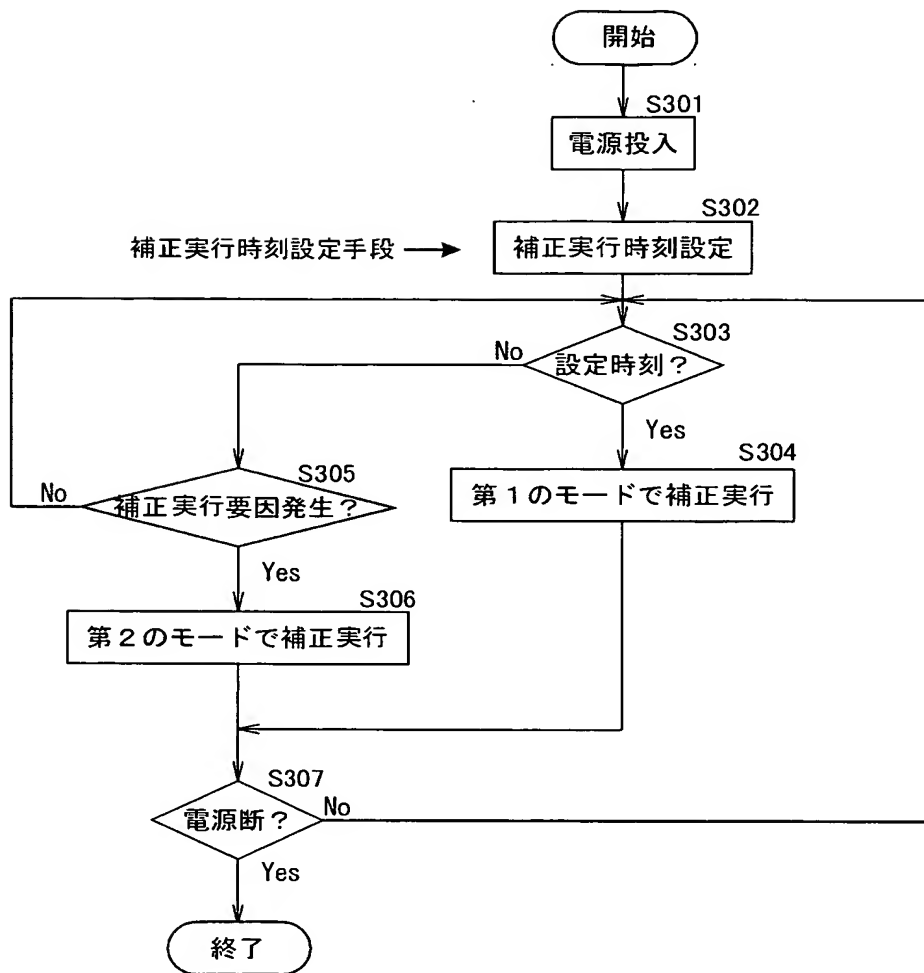 開始
S301
電源投入
S302
補正実行時刻設定手段
補正実行時刻設定
S303
No
設定時刻？
Yes
S304
第１のモードで補正実行
S305
No
補正実行要因発生？
Yes
S306
第２のモードで補正実行
S307
電源断？
No
Yes
終了